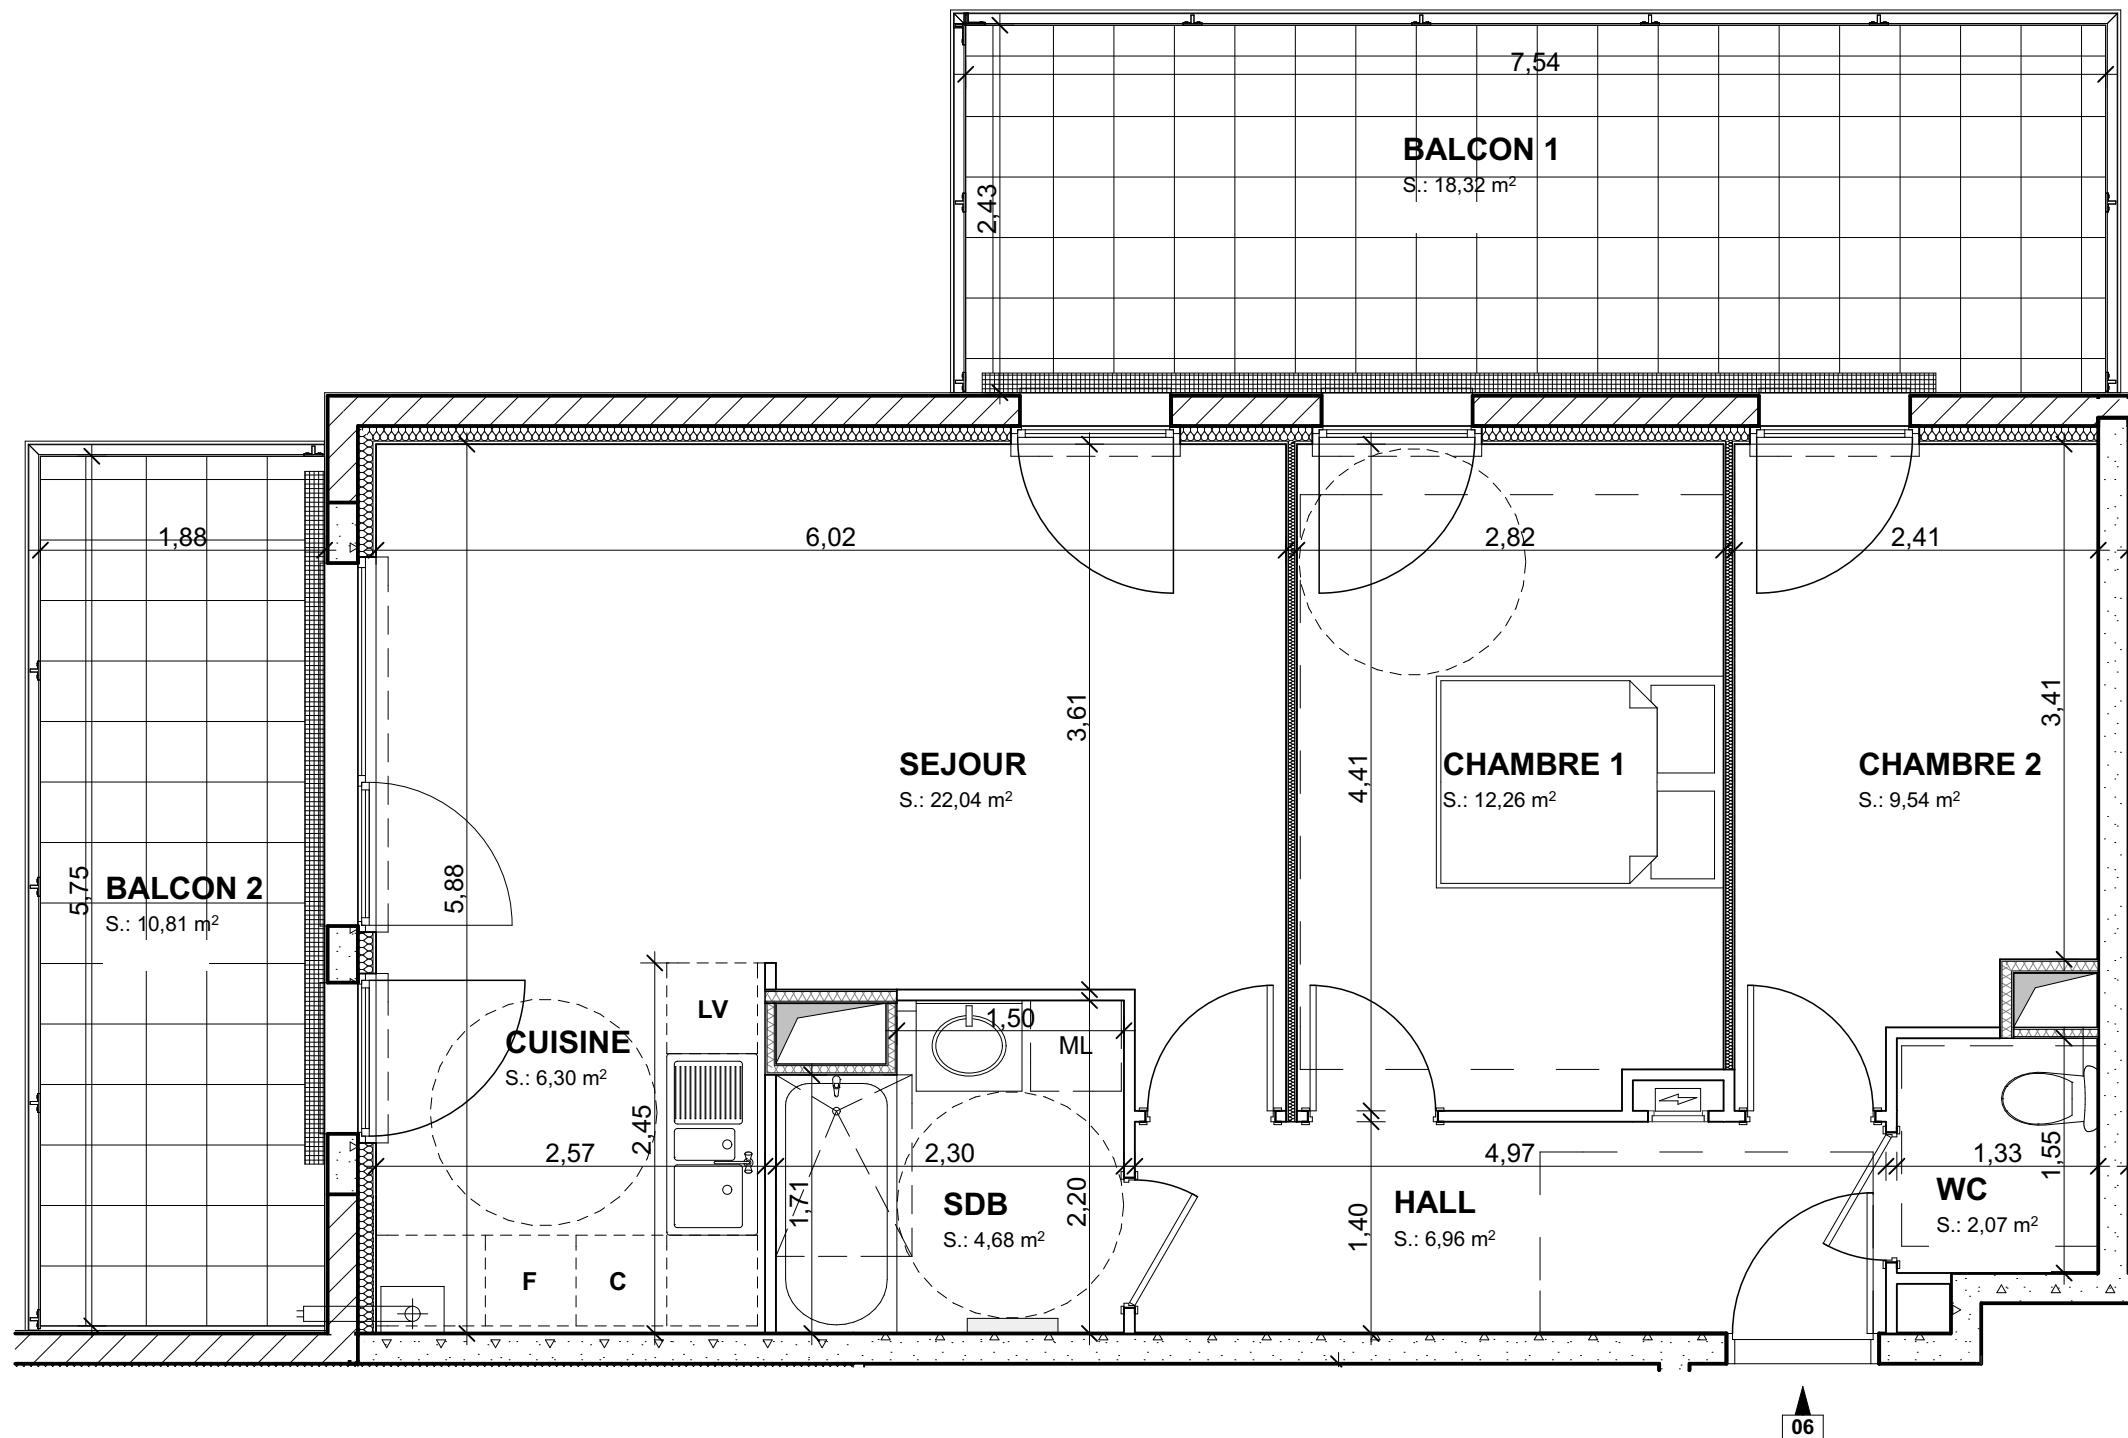 7,54
BALCON 1
S.: 18,32 m²
2,43
1,88
6,02
2,82
2,41
3,61
3,41
SEJOUR
S.: 22,04 m²
4,41
CHAMBRE 1
S.: 12,26 m²
CHAMBRE 2
S.: 9,54 m²
5,75
BALCON 2
S.: 10,81 m²
5,88
LV
CUISINE
S.: 6,30 m²
1,50
ML
2,45
2,57
2,30
4,97
1,33
1,55
1,71
SDB
S.: 4,68 m²
2,20
1,40
HALL
S.: 6,96 m²
WC
S.: 2,07 m²
F
C
06